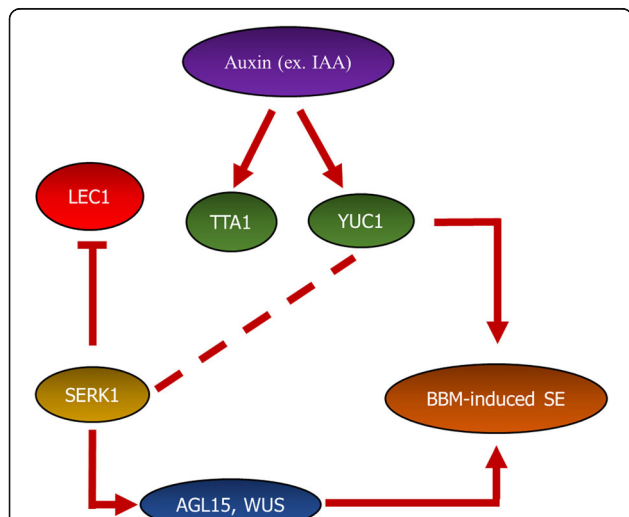 Auxin (ex. IAA)
LEC1
TTA1
YUC1
SERK1
BBM-induced SE
AGL15, WUS